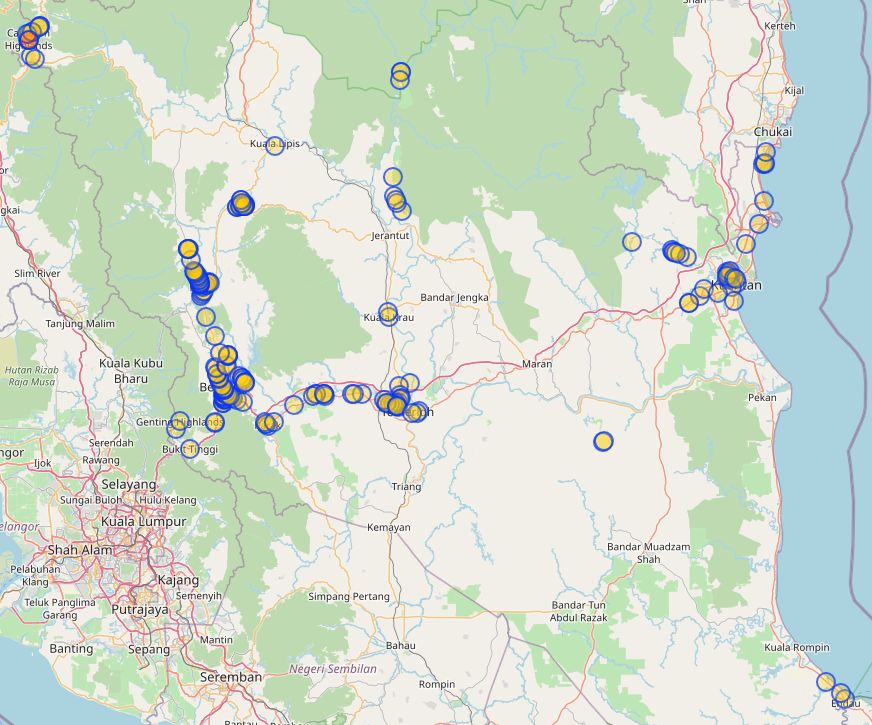 Kerteh
Highlands
Kijal
Chukai
Kuala Lipis
Jerantut
Slim River
Kuantan
Bandar Jengka
Kuala Krau
Tanjung Malim
Maran
Kuala Kubu
Bharu
Hutan Rizab
Raja Musa
Pekan
Genting Highlands
Serendah
Bukit Tinggi
Rawang
Ijok
Selayang
Triang
Sungai Buloh
Hulu Kelang
Kuala Lumpur
Kemayan
Shah Alam
Bandar Muadzam
Shah
Pelabuhan
Klang
Kajang
Semenyih
Simpang Pertang
Teluk Panglima
Garang
Putrajaya
Bandar Tun
Abdul Razak
Mantin
Banting
Sepang
Bahau
Kuala Rompin
Negeri Sembilan
Seremban
Rompin
Endau